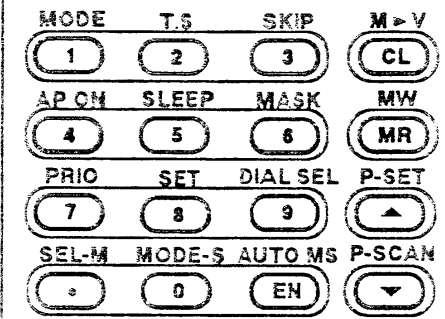 MODE T.S SKIP M ▷ V
1 2 3 CL
AP ON SLEEP MASK MW
4 5 6 MR
PRIO SET DIAL SEL P-SET
7 8 9 ▲
SEL-M MODE-S AUTO MS P-SCAN
. 0 EN ▼